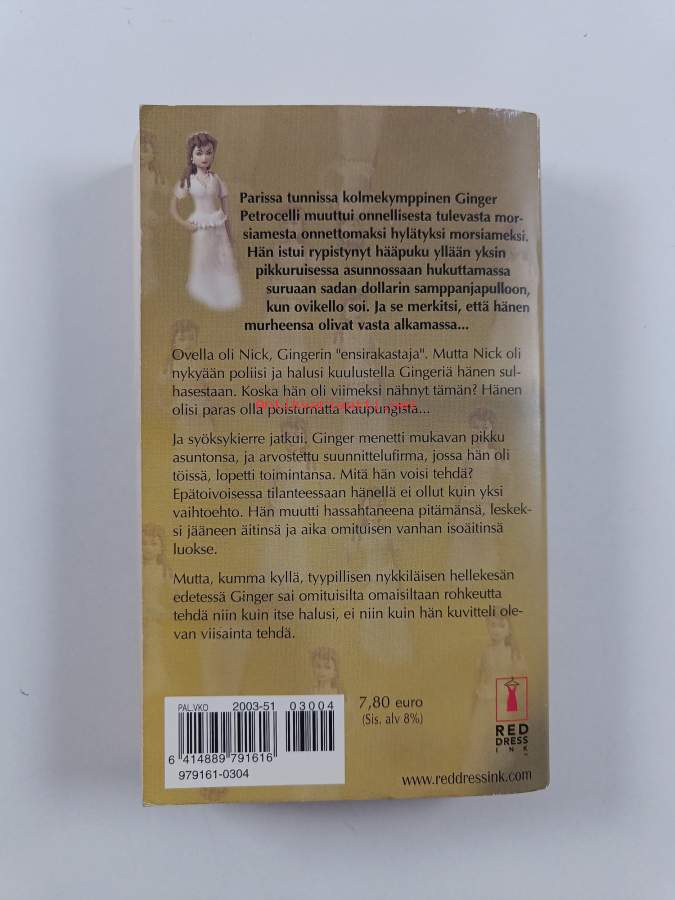 Parissa tunnissa kolmekymppinen Ginger
Petrocelli muuttui onnellisesta tulevasta mor-
siamesta onnettomaksi hylätyksi morsiameksi.
Hän istui rypistynyt hääpuku yllään yksin
pikkuruisessa asunnossaan hukuttamassa
suruaan sadan dollarin samppanjapulloon,
kun ovikello soi. Ja se merkitsi, että hänen
murheensa olivat vasta alkamassa...
Ovella oli Nick, Gingerin "ensirakastaja". Mutta Nick oli
nykyään poliisi ja halusi kuulustella Gingeriä hänen sul-
hasestaan. Koska hän oli viimeksi nähnyt tämän? Hänen
olisi paras olla poistumatta kaupungista...
Antikvariaatti.net
Ja syöksykierre jatkui. Ginger menetti mukavan pikku
asuntonsa, ja arvostettu suunnittelufirma, jossa hän oli
töissä, lopetti toimintansa. Mitä hän voisi tehdä?
Epätoivoisessa tilanteessaan hänellä ei ollut kuin yksi
vaihtoehto. Hän muutti hassahtaneena pitämänsä, leskek-
si jääneen äitinsä ja aika omituisen vanhan isoäitinsä
luokse.
Mutta, kumma kyllä, tyypillisen nykkiläisen hellekesän
edetessä Ginger sai omituisilta omaisiltaan rohkeutta
tehdä niin kuin itse halusi, ei niin kuin hän kuvitteli ole-
van viisainta tehdä.
PAL.VKO 2003-51 03004
6 414889 791616
979161-0304
7,80 euro
(Sis. alv 8%)
RED
DRESS
INK
™
www.reddressink.com